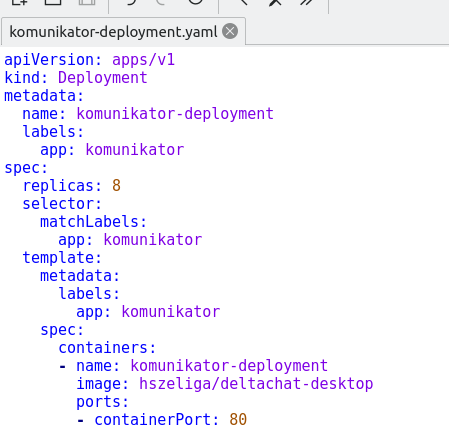 komunikator-deployment.yaml
apiVersion: apps/v1
kind: Deployment
metadata:
  name: komunikator-deployment
  labels:
    app: komunikator
spec:
  replicas: 8
  selector:
    matchLabels:
      app: komunikator
  template:
    metadata:
      labels:
        app: komunikator
    spec:
      containers:
      - name: komunikator-deployment
        image: hszeliga/deltachat-desktop
        ports:
        - containerPort: 80